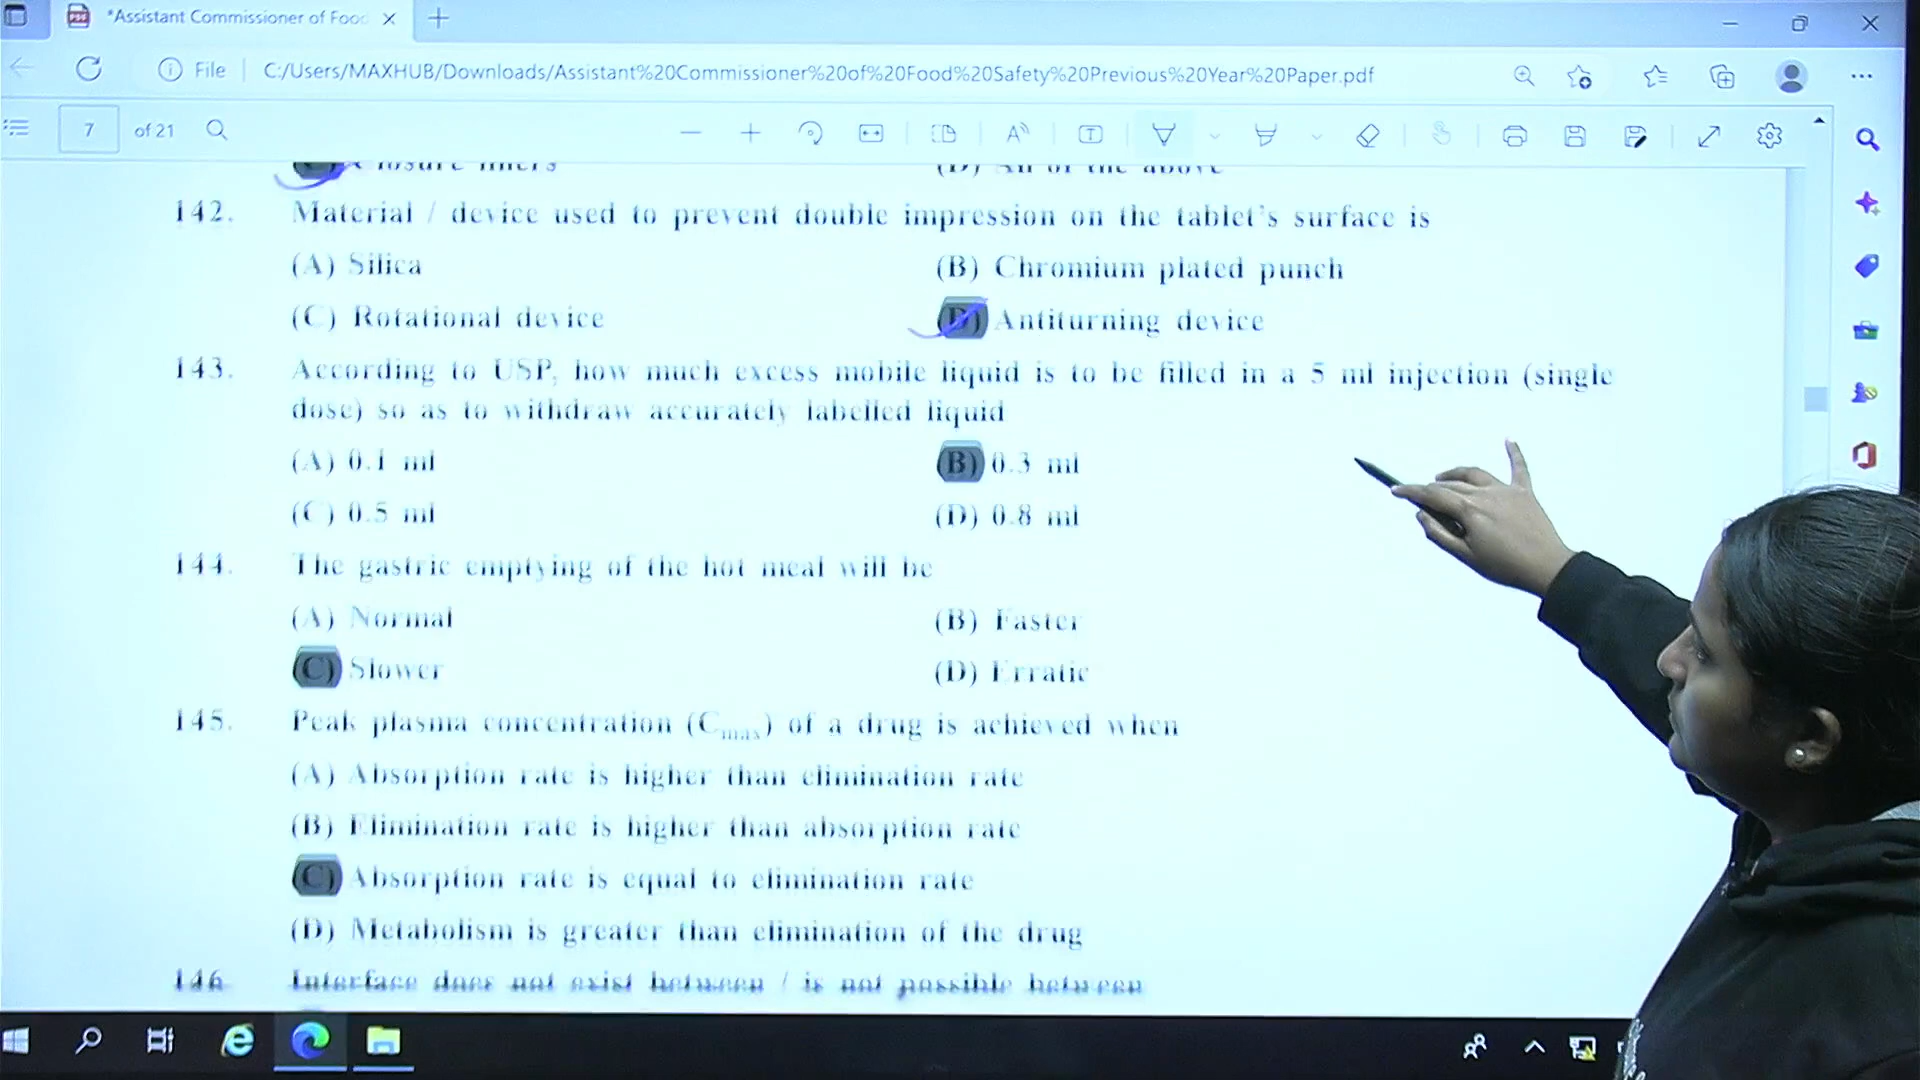 *Assistant Commissioner of Food
File
C:/Users/MAXHUB/Downloads/Assistant%20Commissioner%20of%20Food%20Safety%20Previous%20Year%20Paper.pdf
7 of 21
(C) Closure liners (D) All of the above
142. Material / device used to prevent double impression on the tablet's surface is
(A) Silica (B) Chromium plated punch
(C) Rotational device (D) Antiturning device
143. According to USP, how much excess mobile liquid is to be filled in a 5 ml injection (single
dose) so as to withdraw accurately labelled liquid
(A) 0.1 ml (B) 0.3 ml
(C) 0.5 ml (D) 0.8 ml
144. The gastric emptying of the hot meal will be
(A) Normal (B) Faster
(C) Slower (D) Erratic
145. Peak plasma concentration (Cmax) of a drug is achieved when
(A) Absorption rate is higher than elimination rate
(B) Elimination rate is higher than absorption rate
(C) Absorption rate is equal to elimination rate
(D) Metabolism is greater than elimination of the drug
146. Interface does not exist between / is not possible between